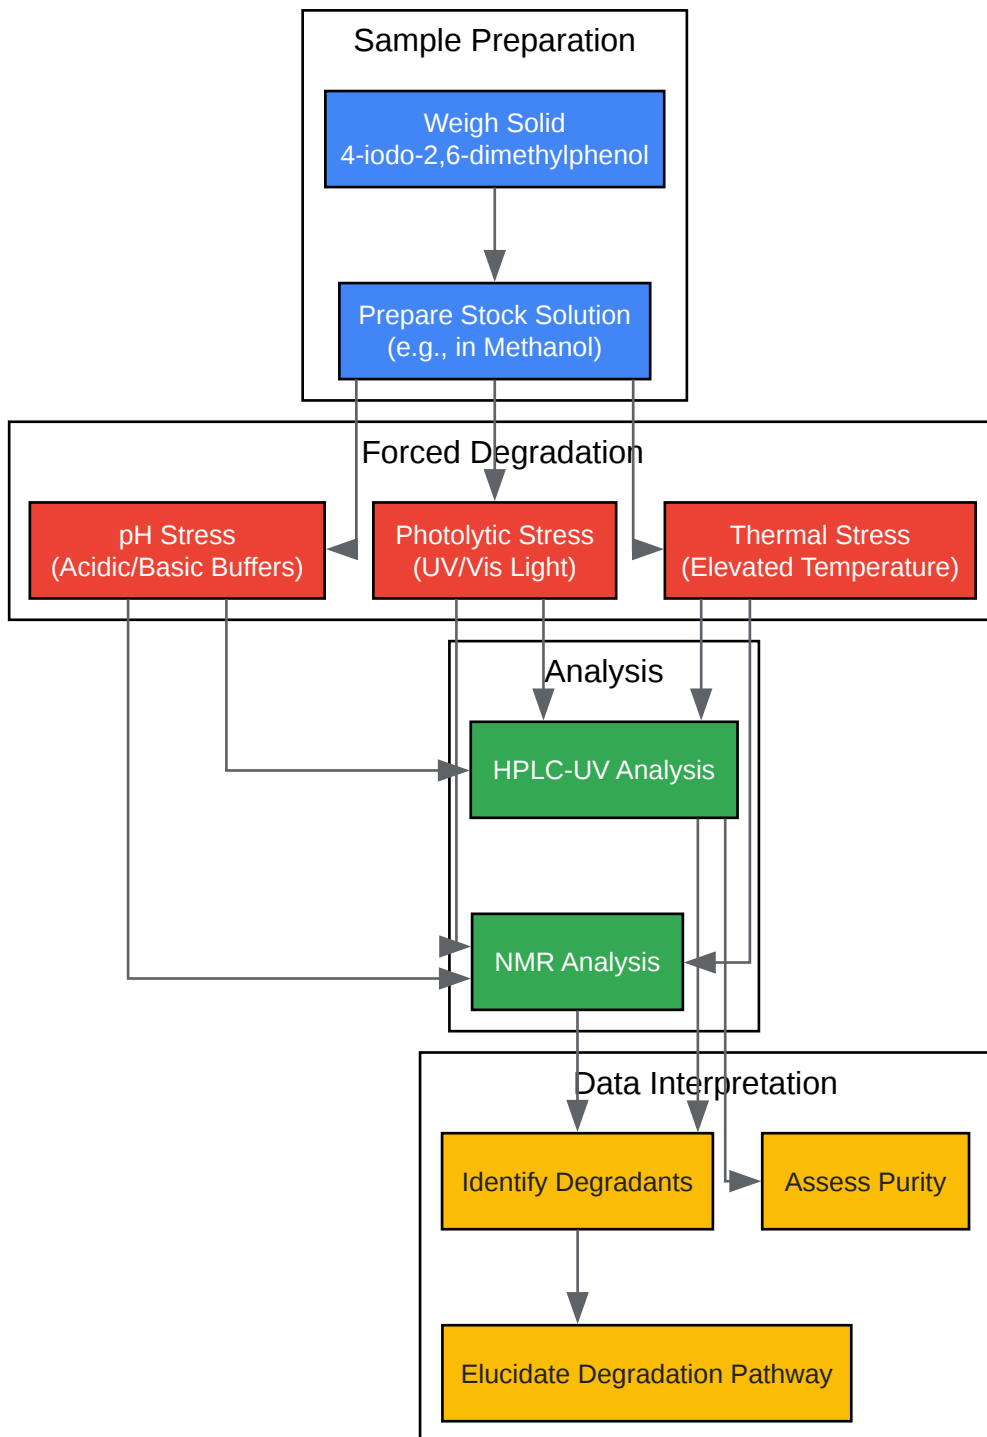 Sample Preparation
Weigh Solid
4-iodo-2,6-dimethylphenol
Prepare Stock Solution
(e.g., in Methanol)
Forced Degradation
pH Stress
(Acidic/Basic Buffers)
Photolytic Stress
(UV/Vis Light)
Thermal Stress
(Elevated Temperature)
Analysis
HPLC-UV Analysis
NMR Analysis
Data Interpretation
Identify Degradants
Assess Purity
Elucidate Degradation Pathway